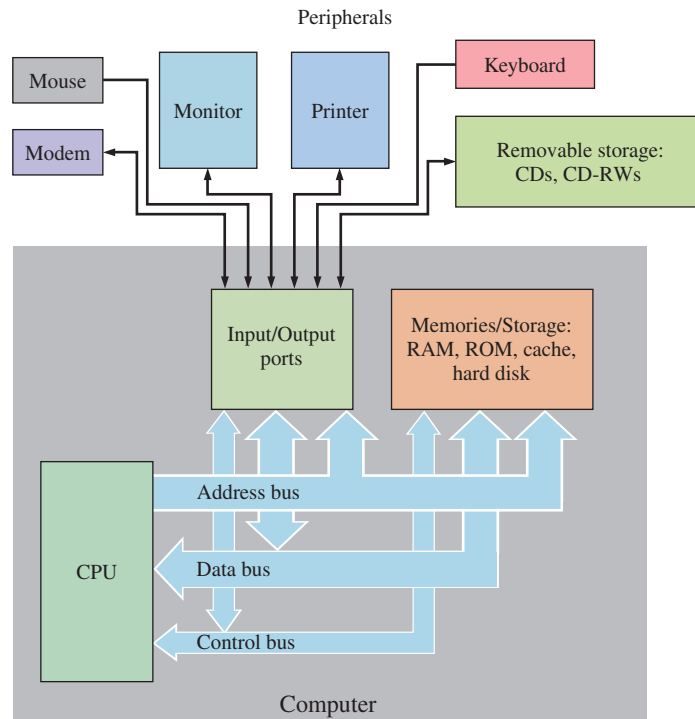 Peripherals
Mouse
Monitor
Printer
Keyboard
Modem
Removable storage:
CDs, CD-RWs
Input/Output
ports
Memories/Storage:
RAM, ROM, cache,
hard disk
Address bus
CPU
Data bus
Control bus
Computer